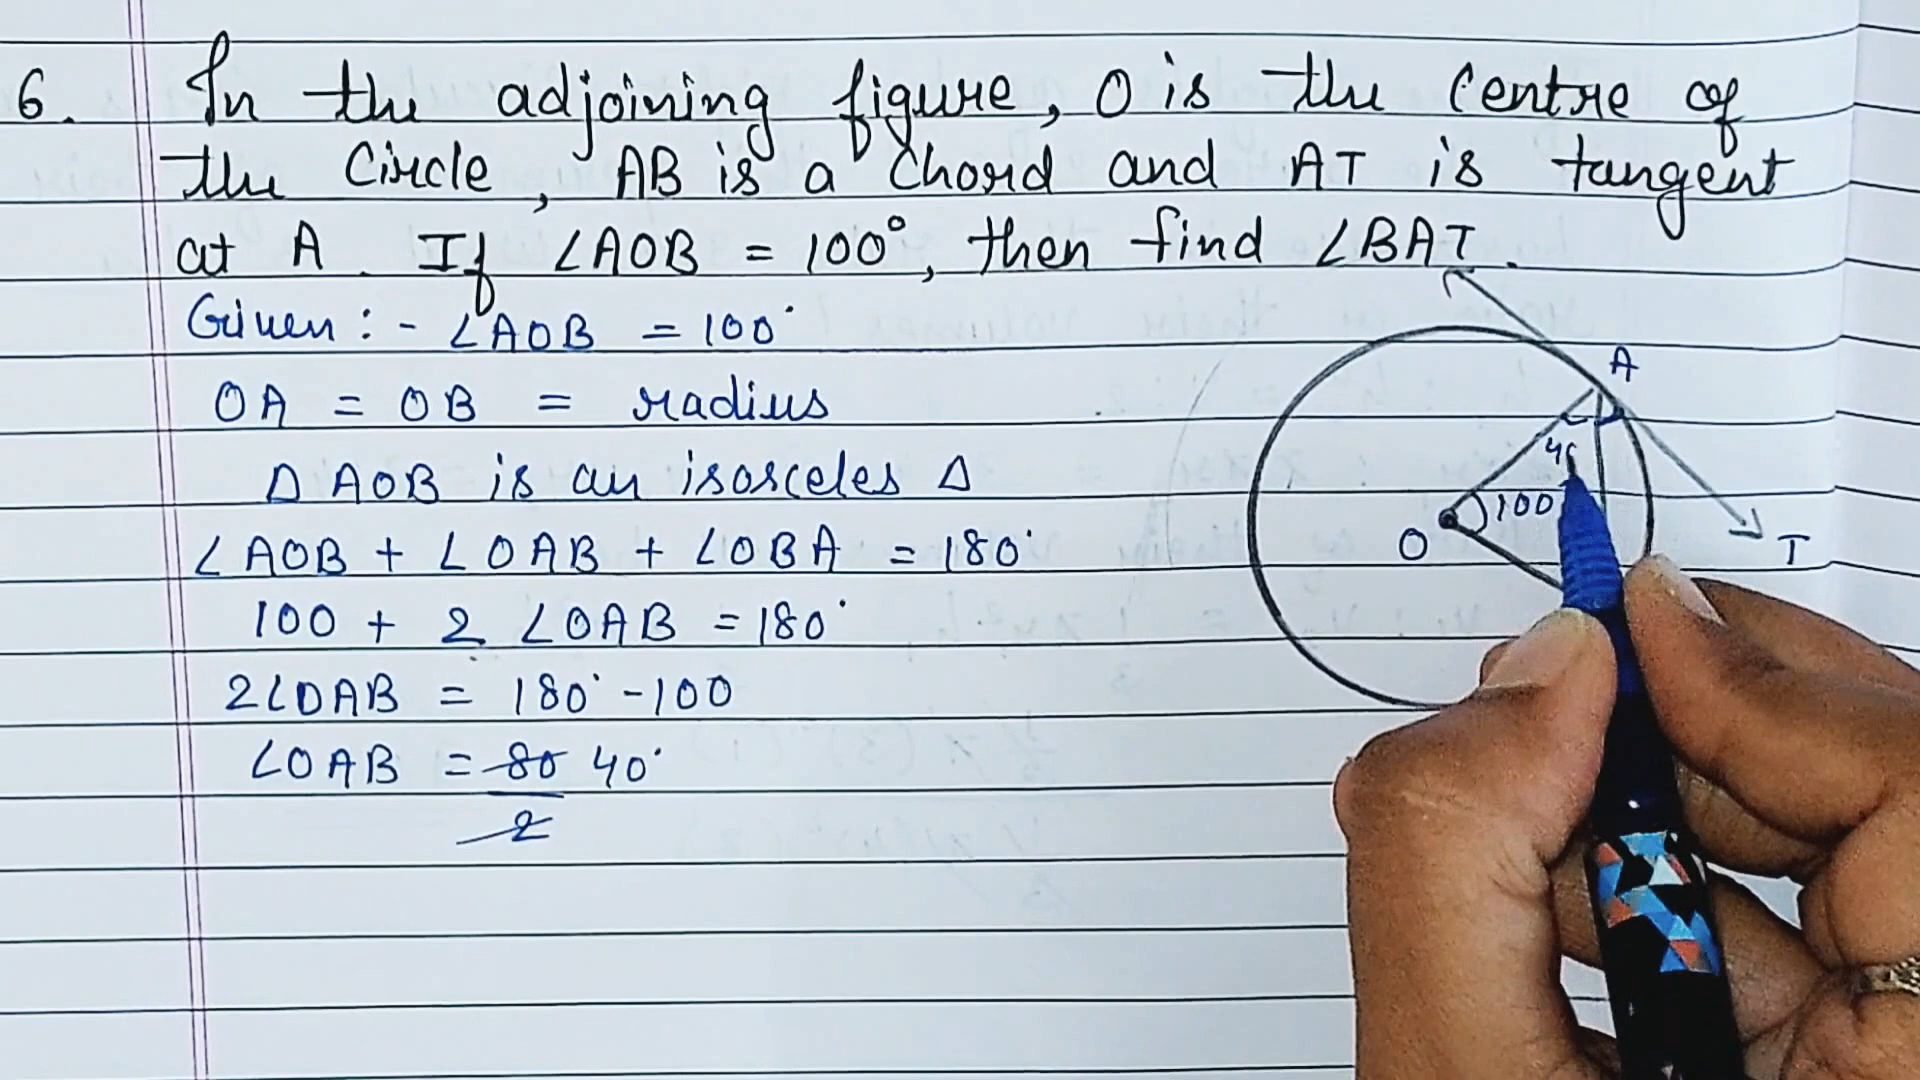 6. In the adjoining figure, O is the Centre of
the Circle, AB is a Chord and AT is tangent
at A. If ∠AOB = 100°, then find ∠BAT.
Given :- ∠AOB = 100°
OA = OB = radius
Δ AOB is an isosceles Δ
∠AOB + ∠OAB + ∠OBA = 180°
100 + 2 ∠OAB = 180°
2∠OAB = 180° - 100
∠OAB = 80 40°
2
A
40
100
O
T